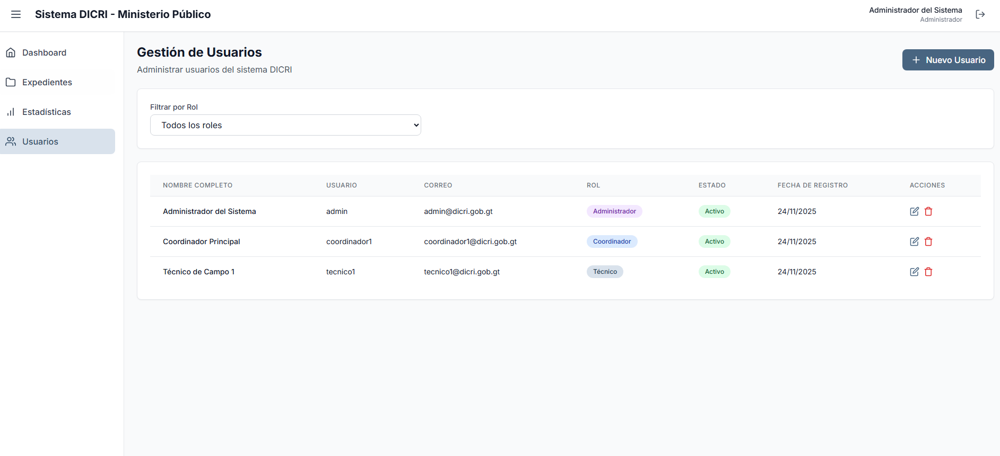 Sistema DICRI - Ministerio Público
Administrador del Sistema
Administrador
Dashboard
Expedientes
Estadísticas
Usuarios
Gestión de Usuarios
Administrar usuarios del sistema DICRI
Nuevo Usuario
Filtrar por Rol
Todos los roles
NOMBRE COMPLETO USUARIO CORREO ROL ESTADO FECHA DE REGISTRO ACCIONES
Administrador del Sistema admin admin@dicri.gob.gt Administrador Activo 24/11/2025
Coordinador Principal coordinador1 coordinador1@dicri.gob.gt Coordinador Activo 24/11/2025
Técnico de Campo 1 tecnico1 tecnico1@dicri.gob.gt Técnico Activo 24/11/2025